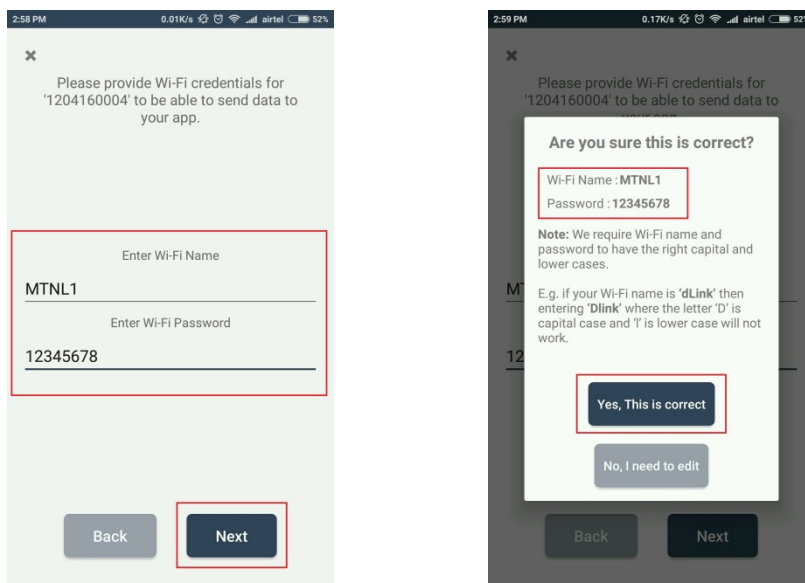 2:58 PM 0.01K/s airtel 52%
Please provide Wi-Fi credentials for
'1204160004' to be able to send data to
your app.
Enter Wi-Fi Name
MTNL1
Enter Wi-Fi Password
12345678
Back Next
2:59 PM 0.17K/s airtel 52%
Please provide Wi-Fi credentials for
'1204160004' to be able to send data to
your app.
Are you sure this is correct?
Wi-Fi Name : MTNL1
Password : 12345678
Note: We require Wi-Fi name and
password to have the right capital and
lower cases.
E.g. if your Wi-Fi name is 'dLink' then
entering 'Dlink' where the letter 'D' is
capital case and 'l' is lower case will not
work.
MT
12
Yes, This is correct
No, I need to edit
Back Next